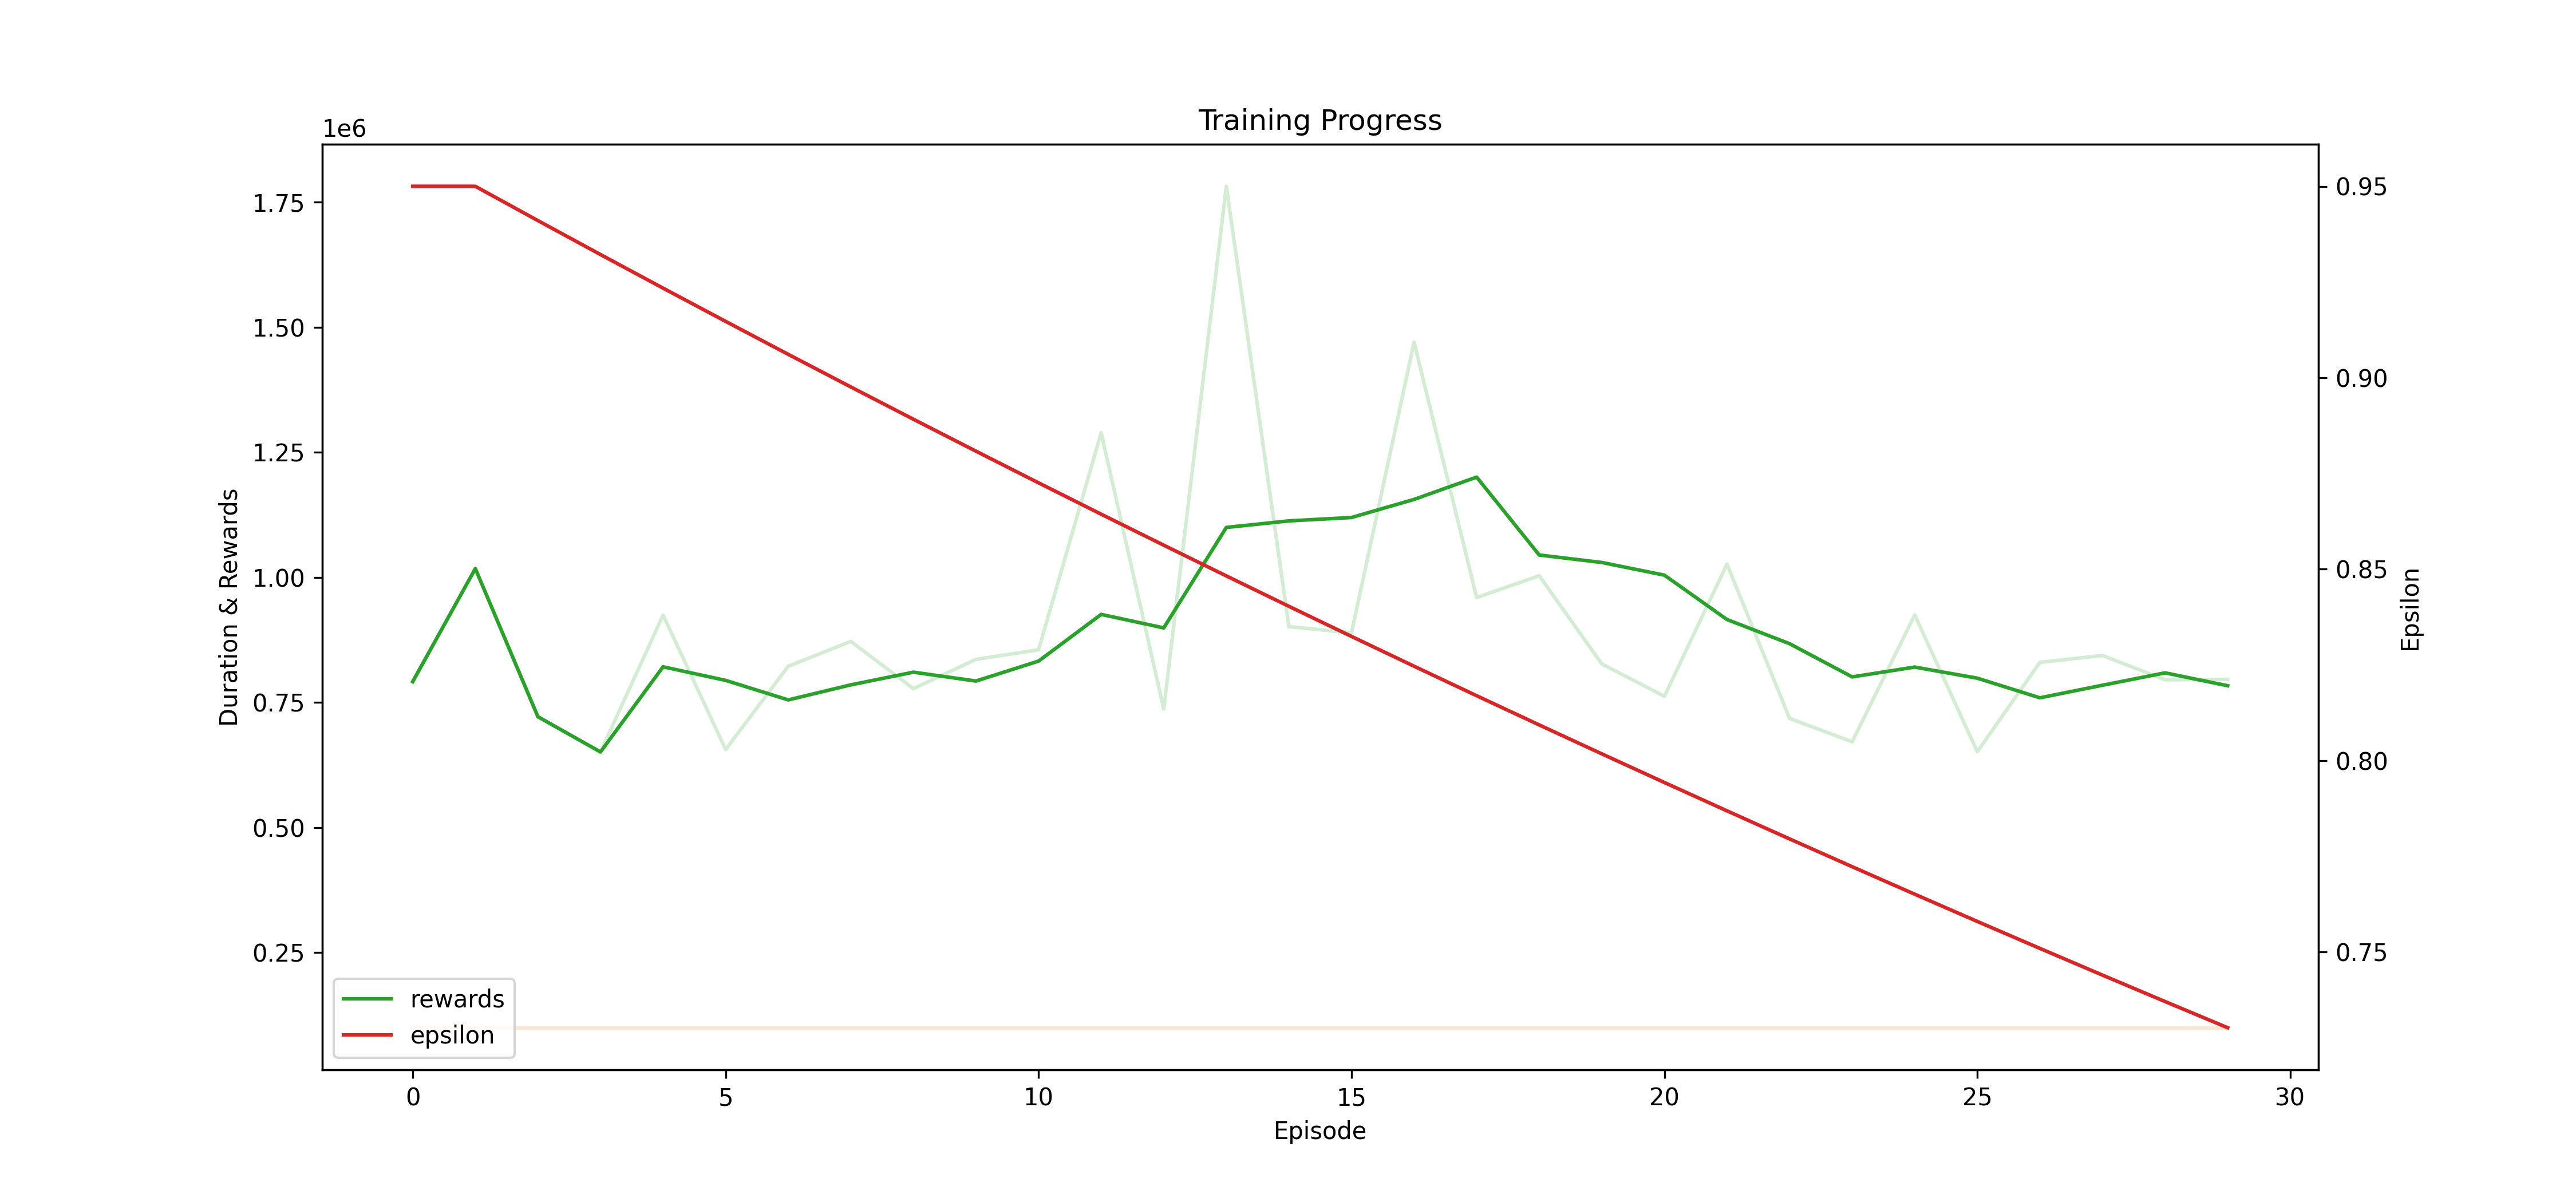 Training Progress
1e6
1.75
1.50
1.25
1.00
0.75
0.50
0.25
Duration & Rewards
0.95
0.90
0.85
0.80
0.75
Epsilon
rewards
epsilon
0
5
10
15
20
25
30
Episode